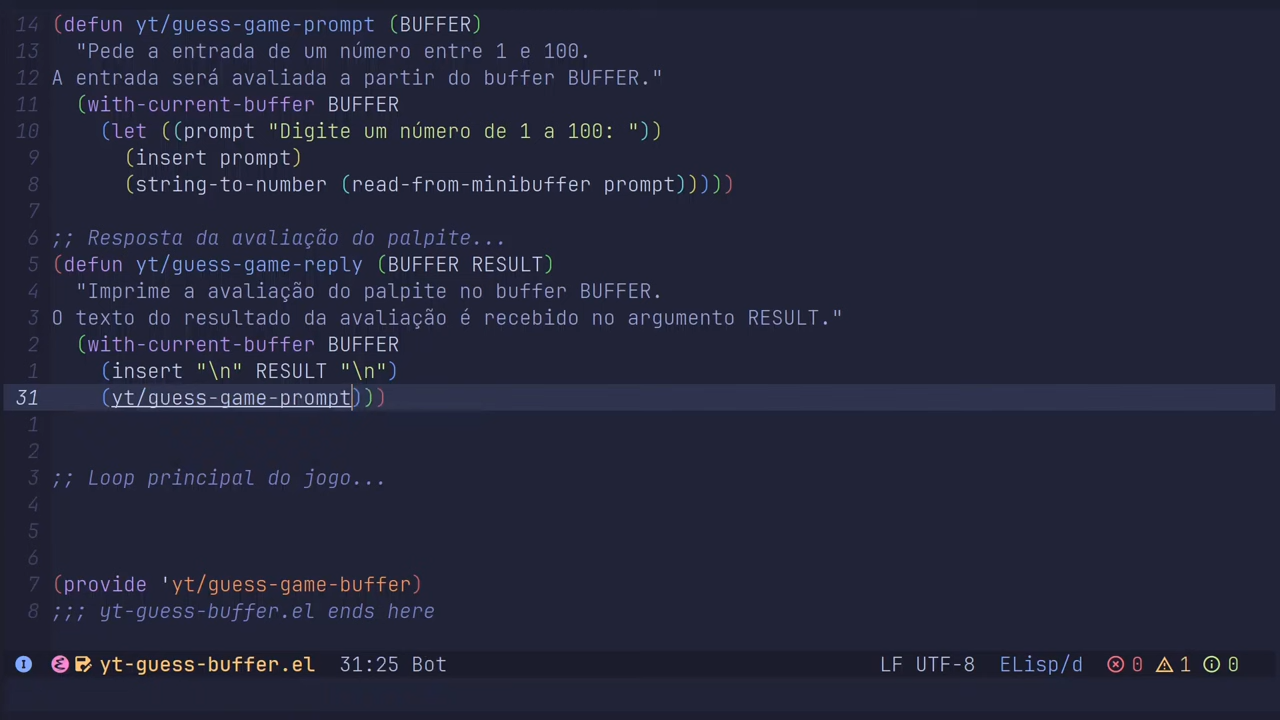 14 (defun yt/guess-game-prompt (BUFFER)
13   "Pede a entrada de um número entre 1 e 100.
12 A entrada será avaliada a partir do buffer BUFFER."
11   (with-current-buffer BUFFER
10     (let ((prompt "Digite um número de 1 a 100: "))
9       (insert prompt)
8       (string-to-number (read-from-minibuffer prompt)))))
7
6 ;; Resposta da avaliação do palpite...
5 (defun yt/guess-game-reply (BUFFER RESULT)
4   "Imprime a avaliação do palpite no buffer BUFFER.
3 O texto do resultado da avaliação é recebido no argumento RESULT."
2   (with-current-buffer BUFFER
1     (insert "\n" RESULT "\n")
31     (yt/guess-game-prompt)))
1
2
3 ;; Loop principal do jogo...
4
5
6
7 (provide 'yt/guess-game-buffer)
8 ;;; yt-guess-buffer.el ends here
I yt-guess-buffer.el 31:25 Bot LF UTF-8 ELisp/d 0 1 0